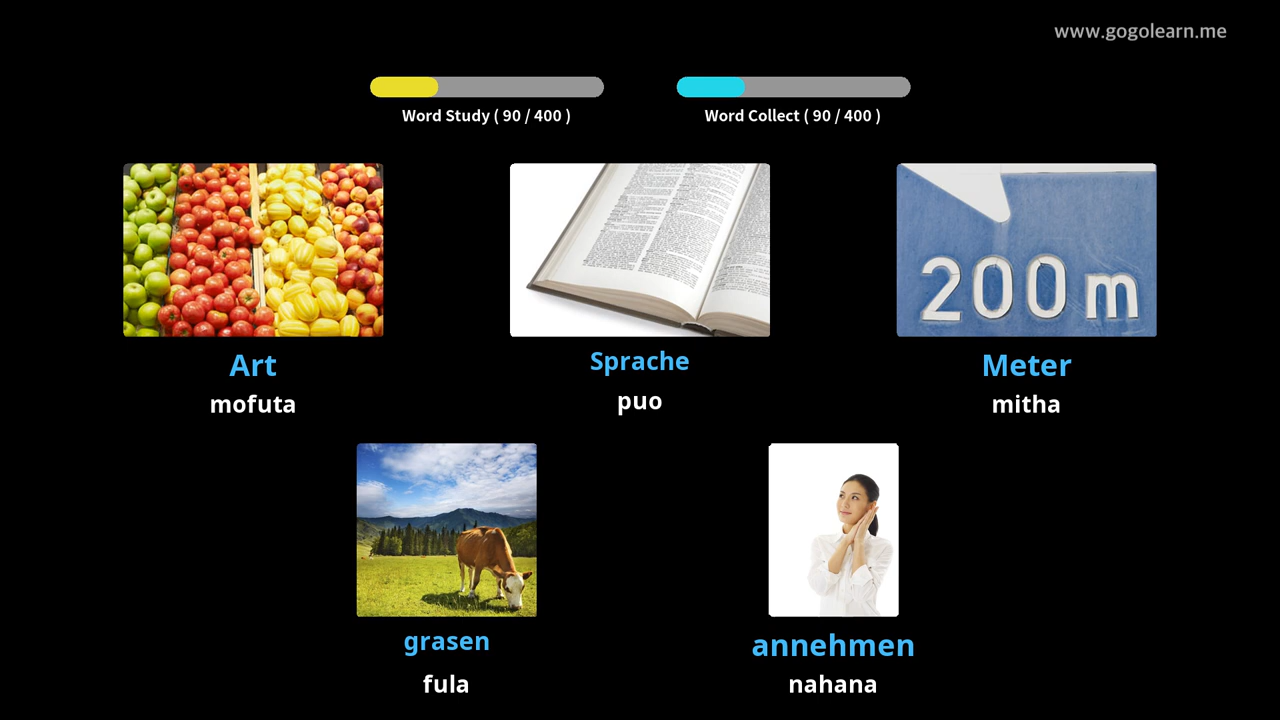 www.gogolearn.me
Word Study ( 90 / 400 )
Word Collect ( 90 / 400 )
200 m
Art
mofuta
Sprache
puo
Meter
mitha
grasen
fula
annehmen
nahana